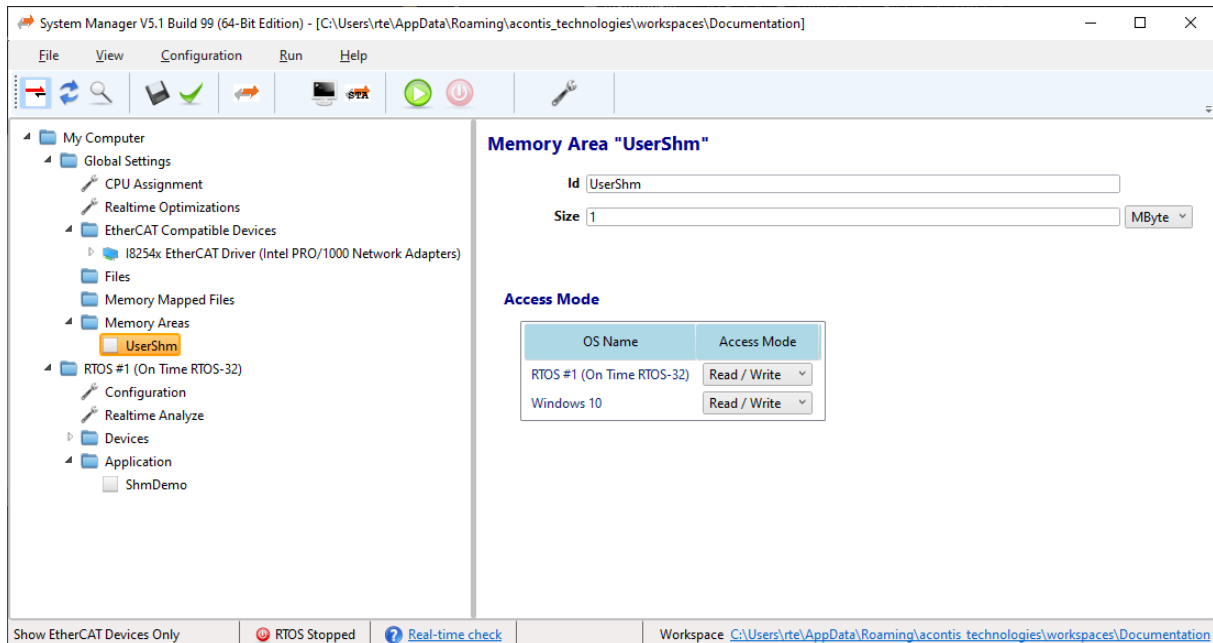 System Manager V5.1 Build 99 (64-Bit Edition) - [C:\Users\rte\AppData\Roaming\acontis_technologies\workspaces\Documentation]
File View Configuration Run Help
STA
My Computer
Global Settings
CPU Assignment
Realtime Optimizations
EtherCAT Compatible Devices
I8254x EtherCAT Driver (Intel PRO/1000 Network Adapters)
Files
Memory Mapped Files
Memory Areas
UserShm
RTOS #1 (On Time RTOS-32)
Configuration
Realtime Analyze
Devices
Application
ShmDemo
Memory Area "UserShm"
Id UserShm
Size 1 MByte
Access Mode
OS Name Access Mode
RTOS #1 (On Time RTOS-32) Read / Write
Windows 10 Read / Write
Show EtherCAT Devices Only RTOS Stopped Real-time check Workspace C:\Users\rte\AppData\Roaming\acontis_technologies\workspaces\Documentation